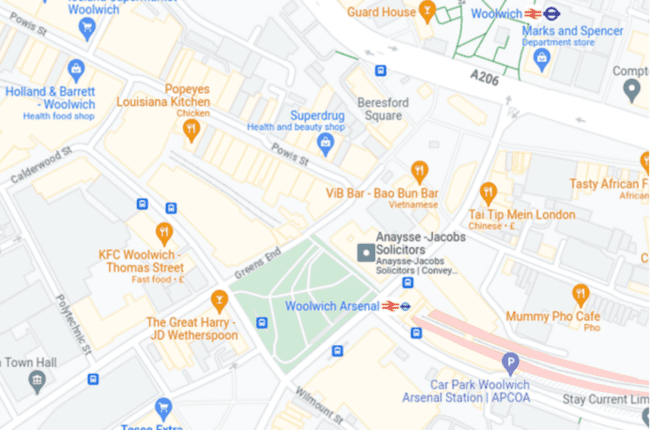 Woolwich
Guard House
Woolwich
Powis St
Marks and Spencer
Department store
A206
Holland & Barrett
- Woolwich
Health food shop
Popeyes
Louisiana Kitchen
Chicken
Beresford
Square
Superdrug
Health and beauty shop
Powis St
Calderwood St
ViB Bar - Bao Bun Bar
Vietnamese
Tasty African F
African
Tai Tip Mein London
Chinese • £
KFC Woolwich -
Thomas Street
Fast food • £
Greens End
Anaysse -Jacobs
Solicitors
Anaysse-Jacobs
Solicitors | Convey...
Woolwich Arsenal
Polytechnic St
The Great Harry -
JD Wetherspoon
Mummy Pho Cafe
Pho
Town Hall
Car Park Woolwich
Arsenal Station | APCOA
Stay Current Lim
Wilmount St
Tesco Extra